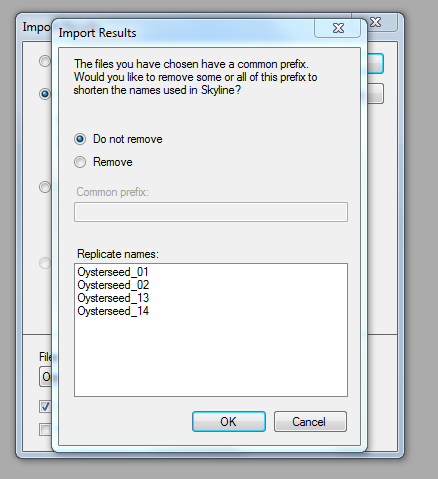 Impo
Import Results
The files you have chosen have a common prefix.
Would you like to remove some or all of this prefix to
shorten the names used in Skyline?
Do not remove
Remove
Common prefix:
Replicate names:
Oysterseed_01
Oysterseed_02
Oysterseed_13
Oysterseed_14
File
O
OK
Cancel